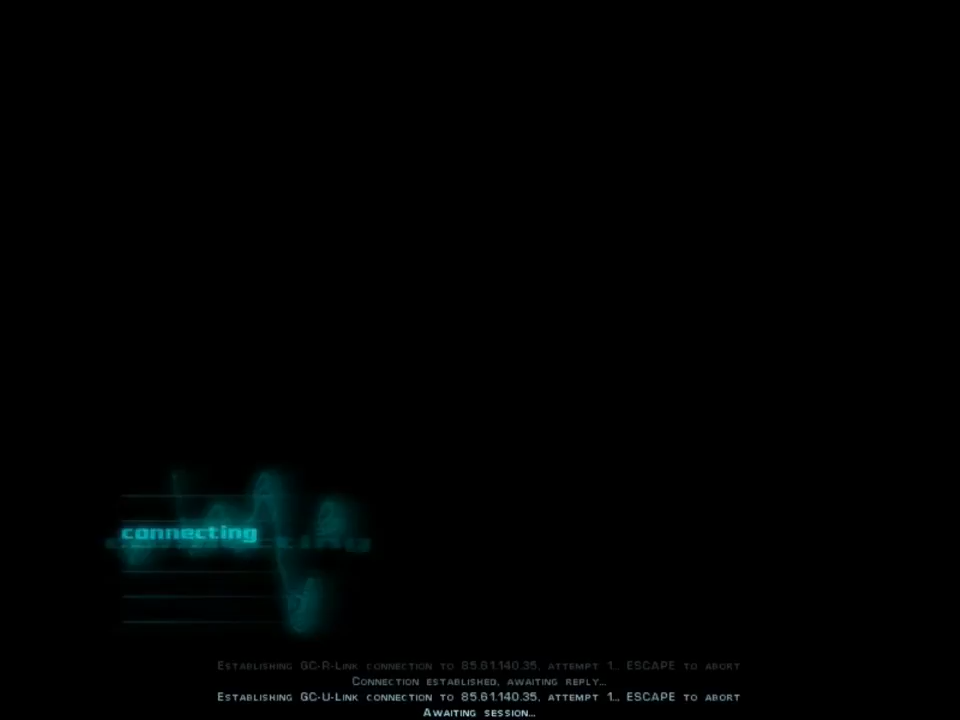 connecting
Establishing GC-R-Link connection to 85.61.140.35, attempt 1... ESCAPE to abort
Connection established, awaiting reply...
Establishing GC-U-Link connection to 85.61.140.35, attempt 1... ESCAPE to abort
Awaiting session...